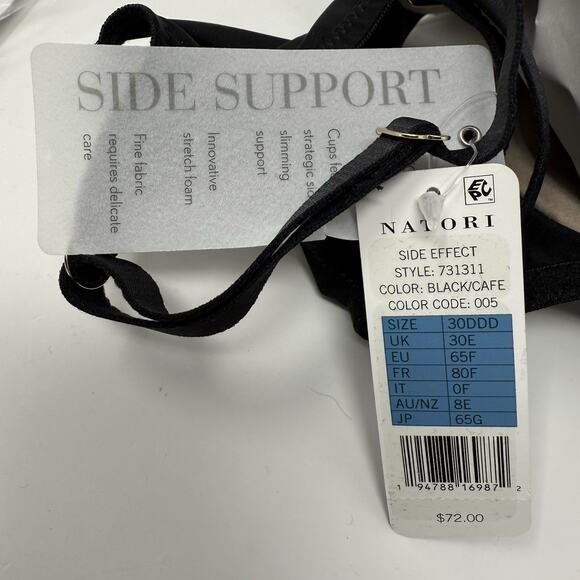 SIDE SUPPORT
Cups
strategic
slimming
support
Innovative
stretch foam
Fine fabric
requires delicate
care
EPC
NATORI
SIDE EFFECT
STYLE: 731311
COLOR: BLACK/CAFE
COLOR CODE: 005
SIZE 30DDD
UK 30E
EU 65F
FR 80F
IT 0F
AU/NZ 8E
JP 65G
1 94788 16987 2
$72.00